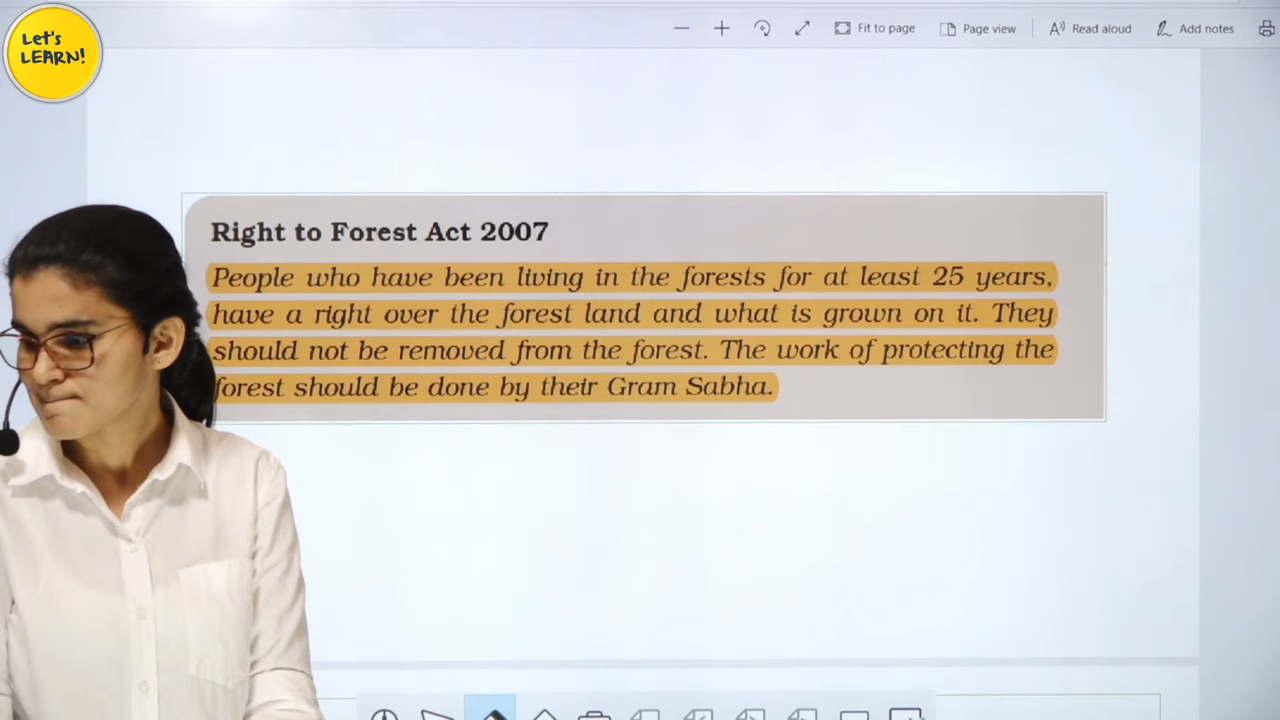 Let's
LEARN!
Fit to page
Page view
Read aloud
Add notes
Right to Forest Act 2007
People who have been living in the forests for at least 25 years,
have a right over the forest land and what is grown on it. They
should not be removed from the forest. The work of protecting the
forest should be done by their Gram Sabha.